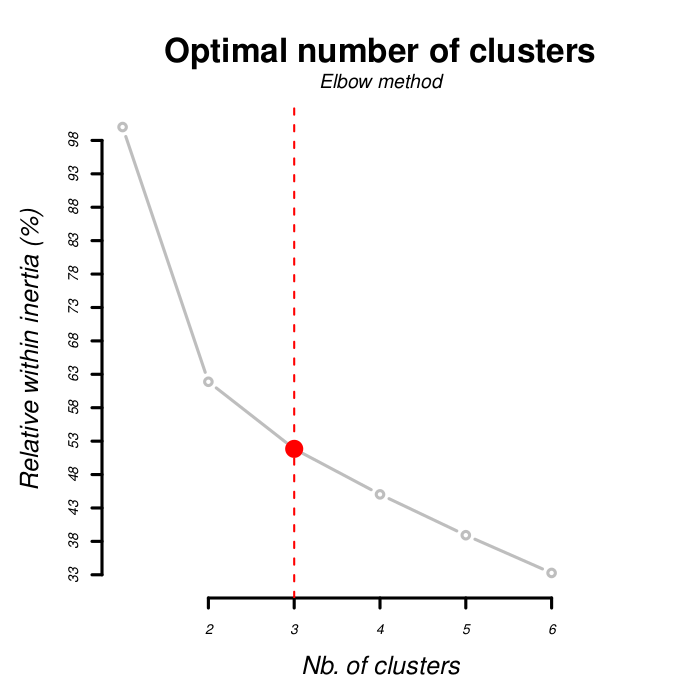 Optimal number of clusters
Elbow method
Relative within inertia (%)
98
93
88
83
78
73
68
63
58
53
48
43
38
33
2 3 4 5 6
Nb. of clusters